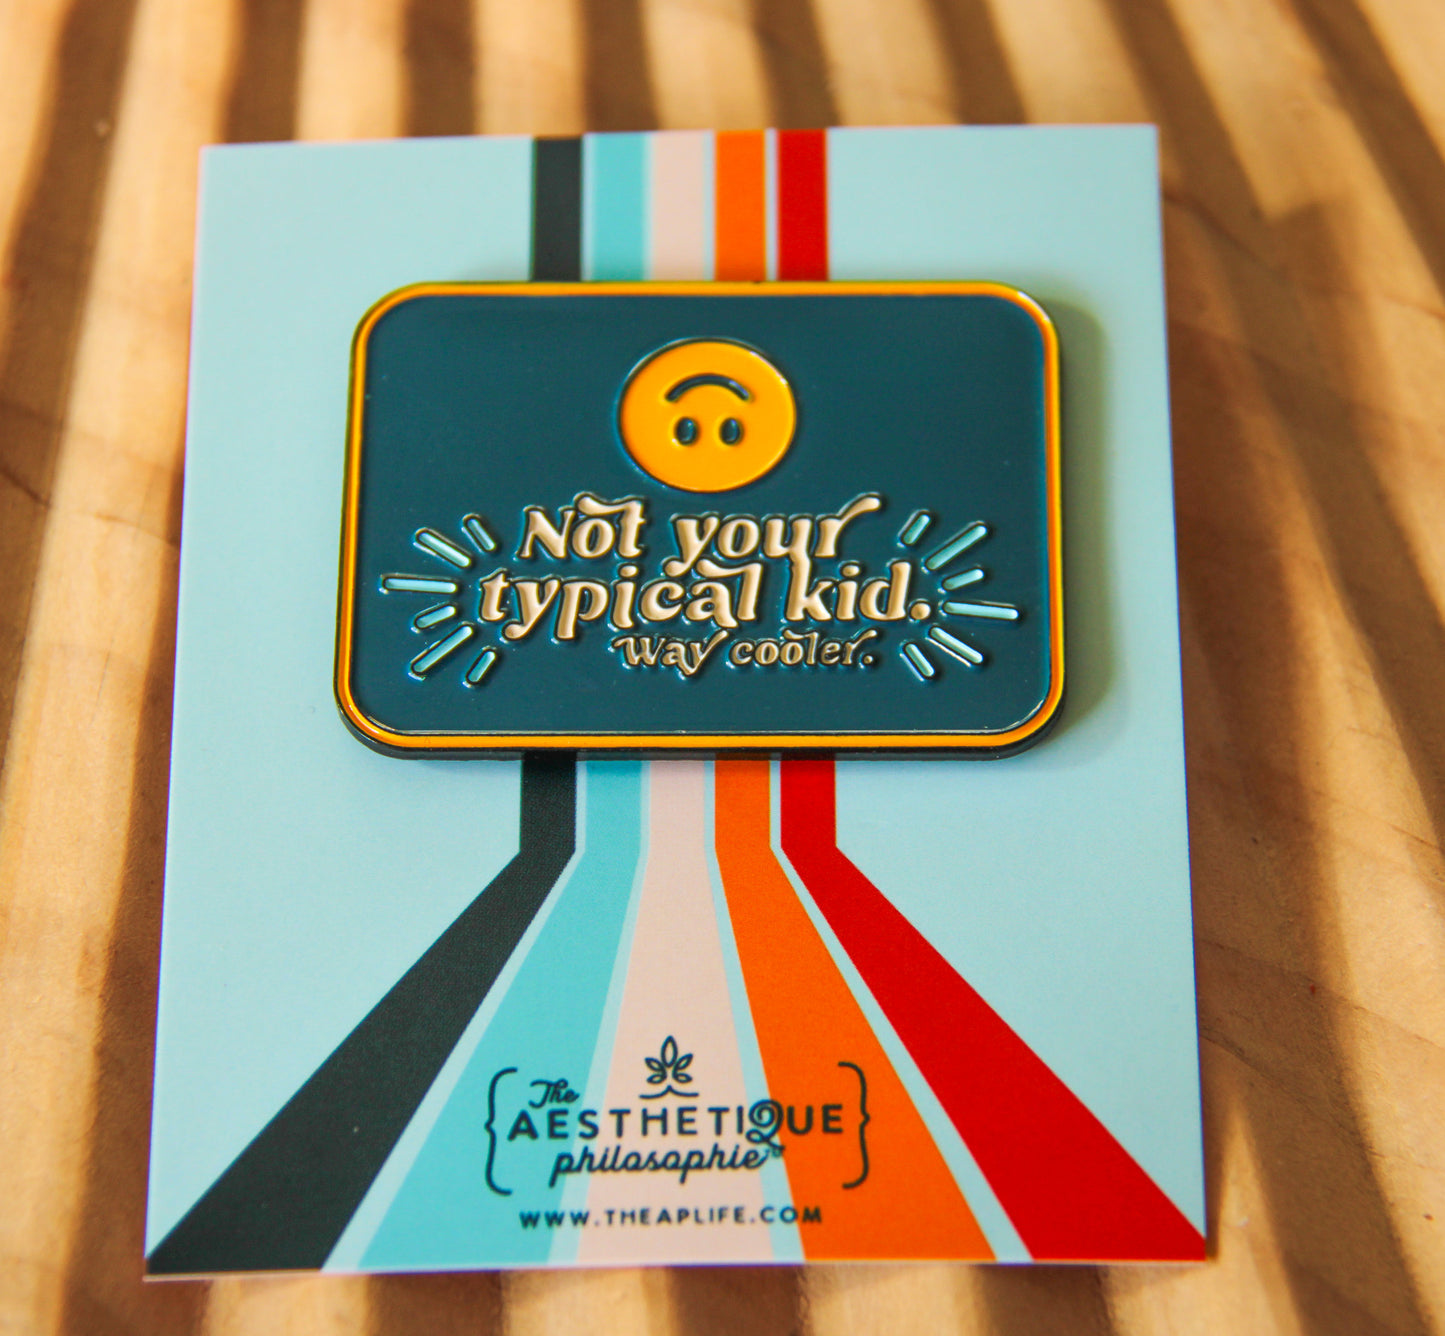 Not your
typical kid.
Way cooler.
The
AESTHETIQUE
philosophie
WWW.THEAPLIFE.COM